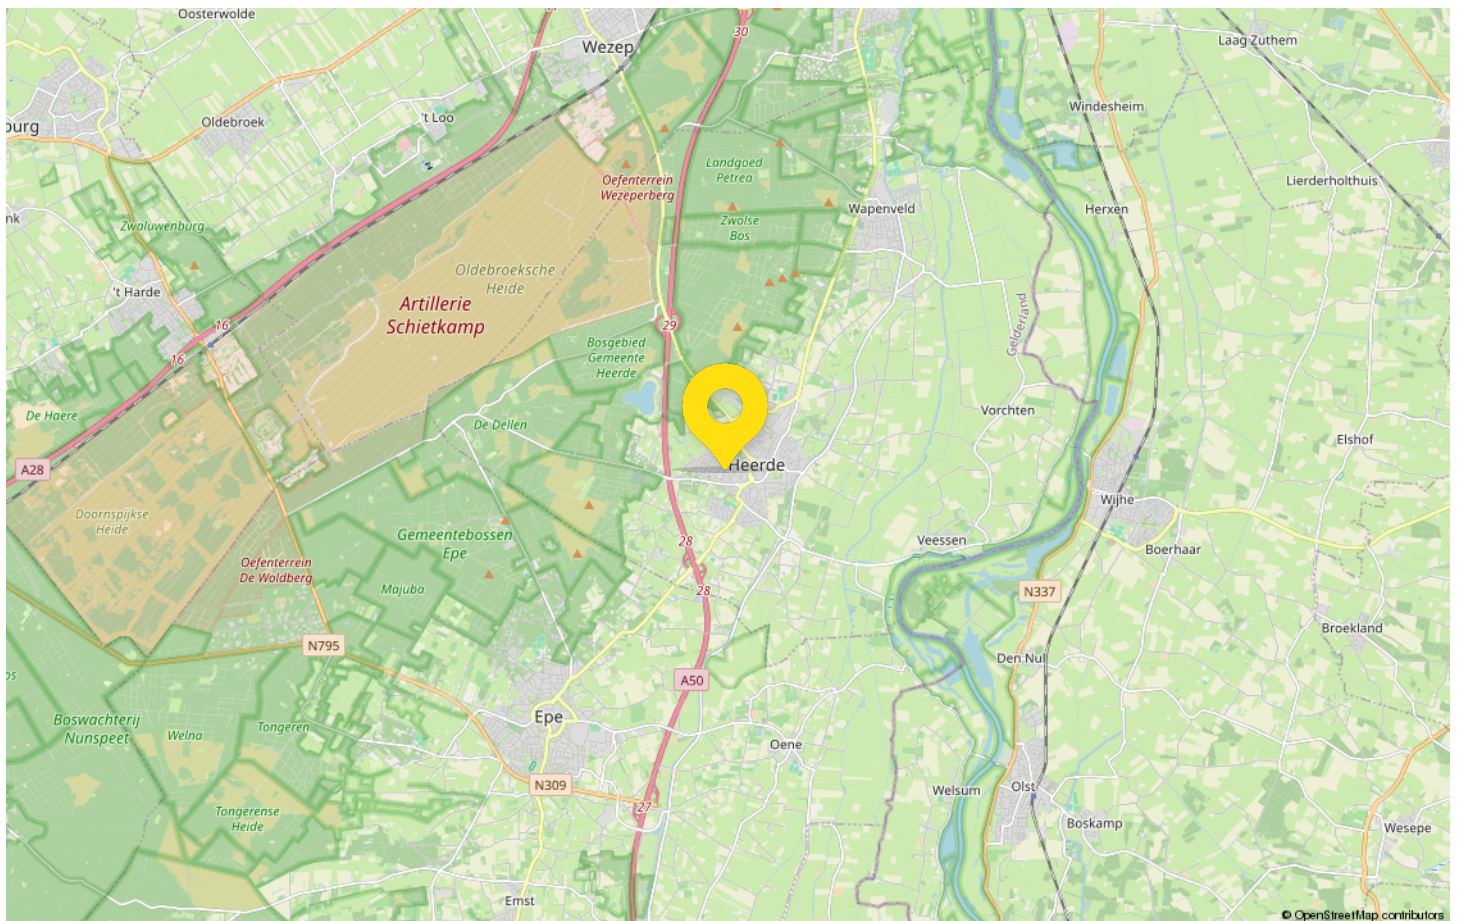 Oosterwolde
30
Wezep
Laag Zuthem
burg
Oldebroek
't Loo
Windesheim
Landgoed
Petrea
Oefenterrein
Wezeperberg
Lierderholthuis
Zwaluwenburg
Zwolse
Bos
Wapenveld
Herxen
nk
't Harde
Oldebroeksche
Heide
Artillerie
Schietkamp
16
16
29
Gelderland
Bosgebied
Gemeente
Heerde
De Haere
De Dellen
Vorchten
Elshof
A28
Heerde
Wijhe
Doornspijkse
Heide
Gemeentebossen
Epe
28
Veessen
Boerhaar
Oefenterrein
De Woldberg
Majuba
28
N337
Broekland
N795
Den Nul
os
A50
Boswachterij
Nunspeet
Welna
Tongeren
Epe
Oene
N309
Welsum
Olst
Tongerense
Heide
27
Boskamp
Wesepe
Emst
© OpenStreetMap contributors